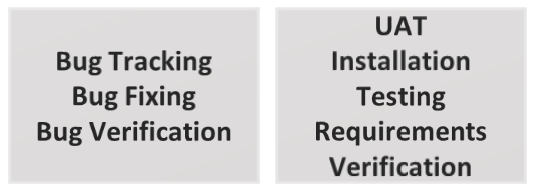 Bug Tracking
Bug Fixing
Bug Verification
UAT
Installation
Testing
Requirements
Verification